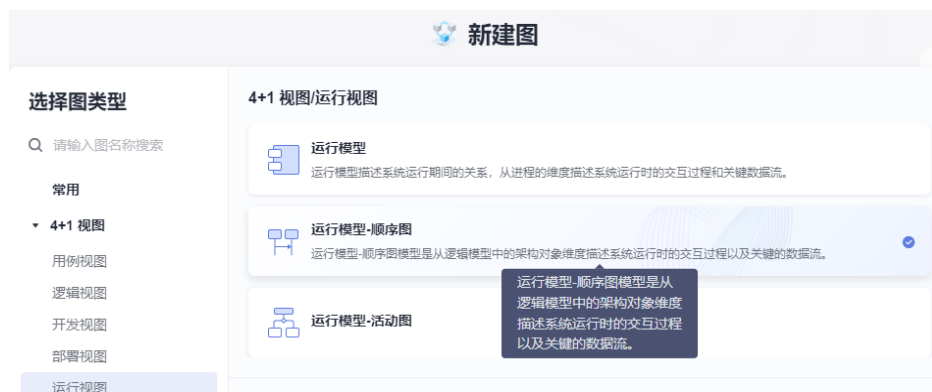 新建图
选择图类型
请输入图名称搜索
常用
4+1 视图
用例视图
逻辑视图
开发视图
部署视图
运行视图
4+1 视图/运行视图
运行模型
运行模型描述系统运行期间的关系，从进程的维度描述系统运行时的交互过程和关键数据流。
运行模型-顺序图
运行模型-顺序图模型是从逻辑模型中的架构对象维度描述系统运行时的交互过程以及关键的数据流。
运行模型-顺序图模型是从
逻辑模型中的架构对象维度
描述系统运行时的交互过程
以及关键的数据流。
运行模型-活动图